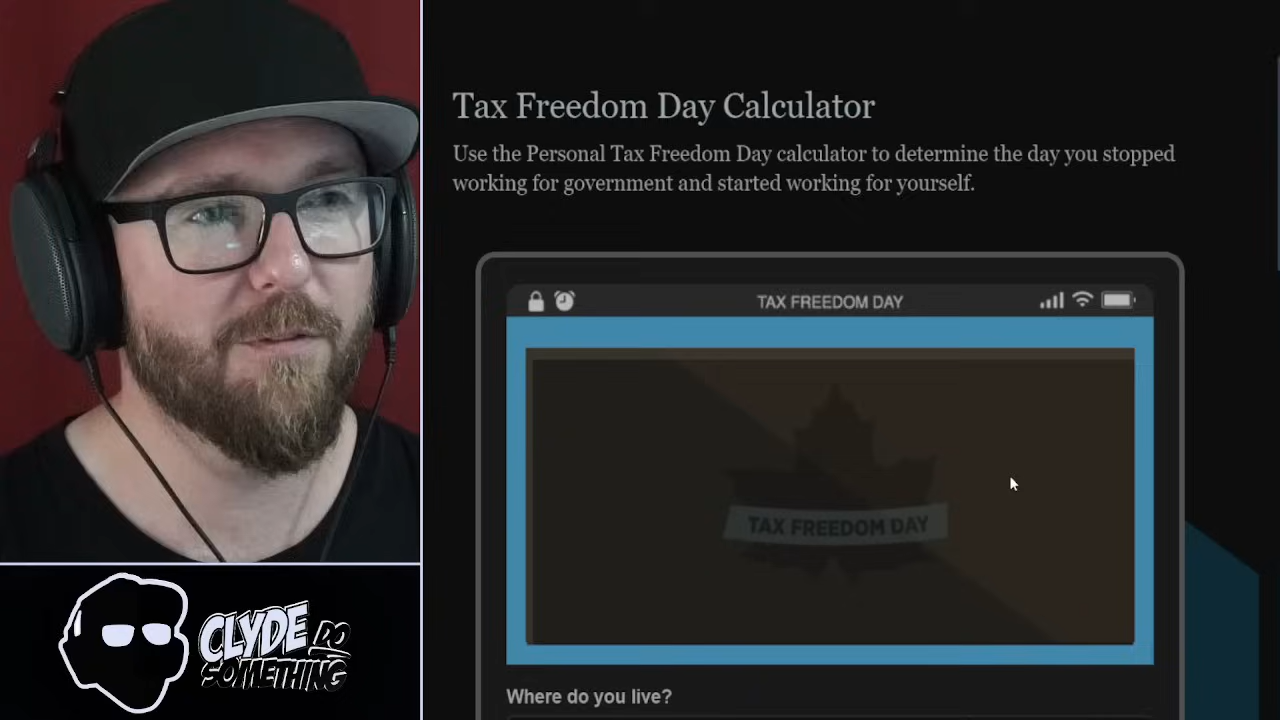 Tax Freedom Day Calculator
Use the Personal Tax Freedom Day calculator to determine the day you stopped
working for government and started working for yourself.
TAX FREEDOM DAY
TAX FREEDOM DAY
Where do you live?
CLYDE DO
SOMETHING